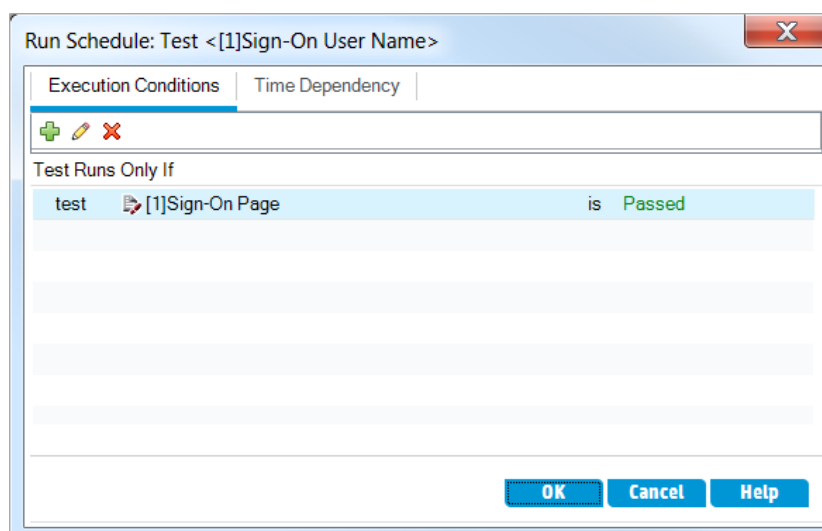 Run Schedule: Test <[1]Sign-On User Name>
Execution Conditions Time Dependency
Test Runs Only If
test [1]Sign-On Page is Passed
OK Cancel Help